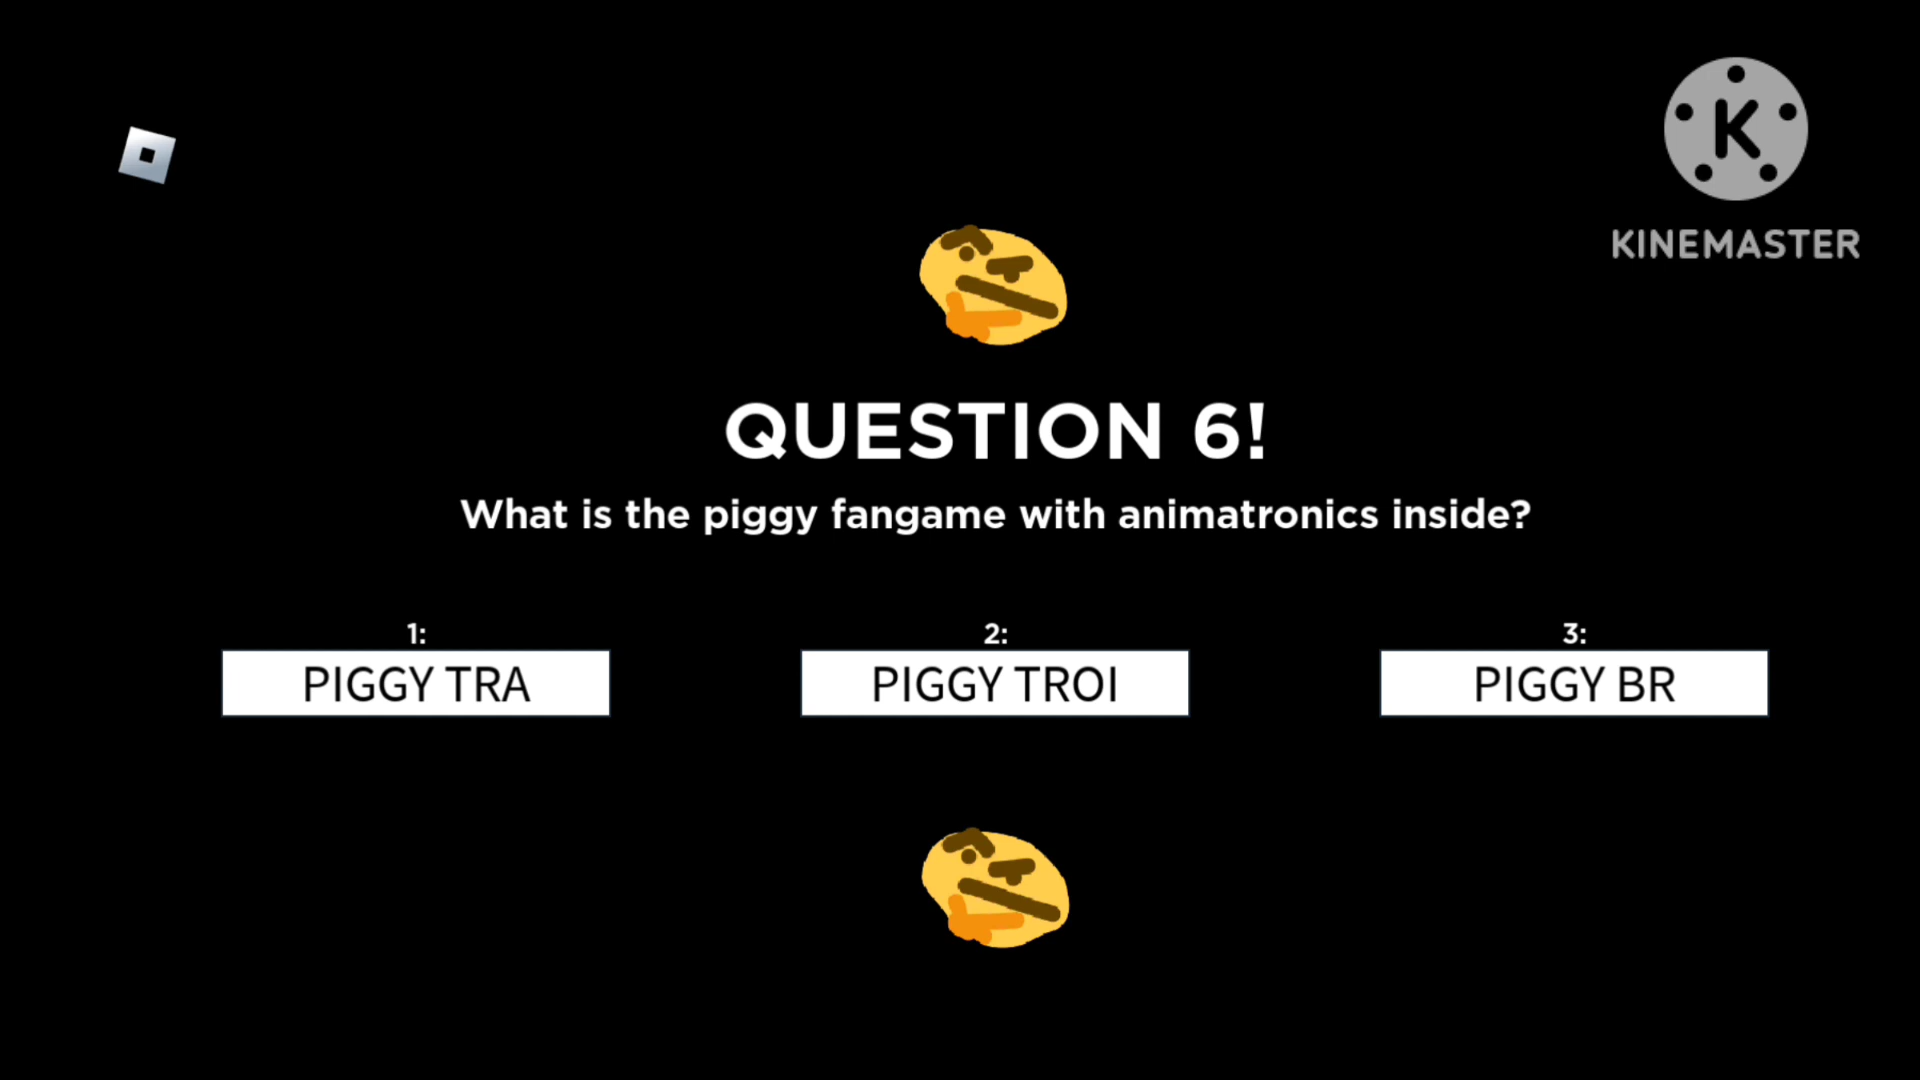 K
KINEMASTER
QUESTION 6!
What is the piggy fangame with animatronics inside?
1:
PIGGY TRA
2:
PIGGY TROI
3:
PIGGY BR